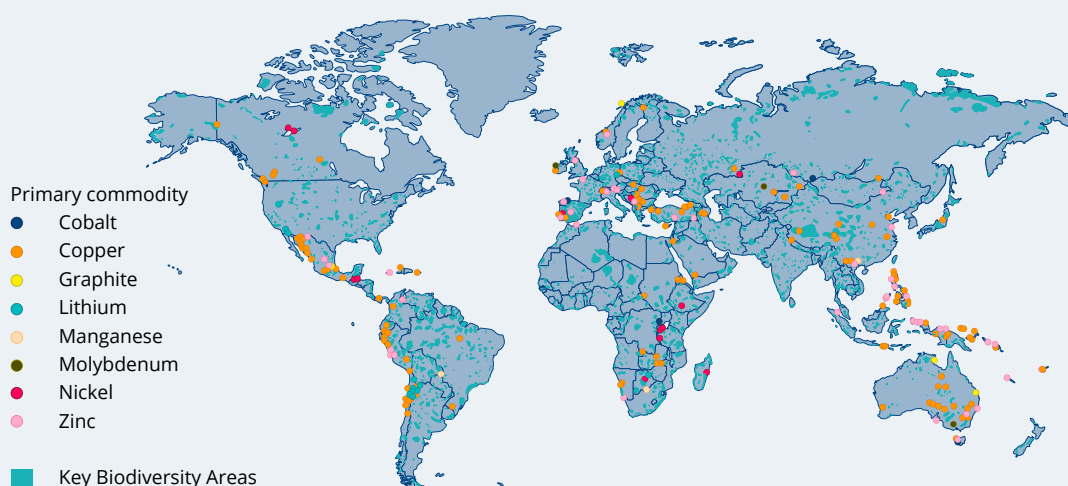 Primary commodity
Cobalt
Copper
Graphite
Lithium
Manganese
Molybdenum
Nickel
Zinc
Key Biodiversity Areas